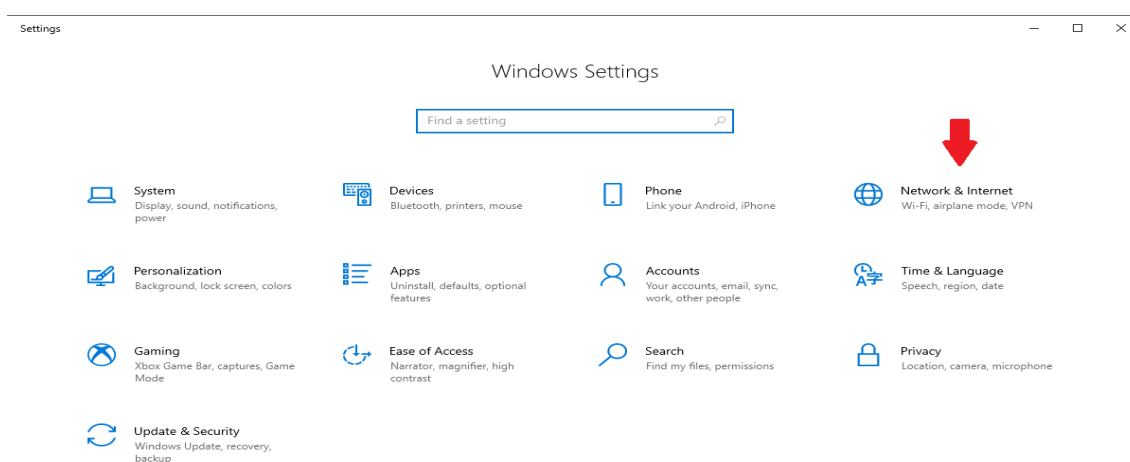 Settings
Windows Settings
Find a setting
System
Display, sound, notifications,
power
Devices
Bluetooth, printers, mouse
Phone
Link your Android, iPhone
Network & Internet
Wi-Fi, airplane mode, VPN
Personalization
Background, lock screen, colors
Apps
Uninstall, defaults, optional
features
Accounts
Your accounts, email, sync,
work, other people
Time & Language
Speech, region, date
Gaming
Xbox Game Bar, captures, Game
Mode
Ease of Access
Narrator, magnifier, high
contrast
Search
Find my files, permissions
Privacy
Location, camera, microphone
Update & Security
Windows Update, recovery,
backup